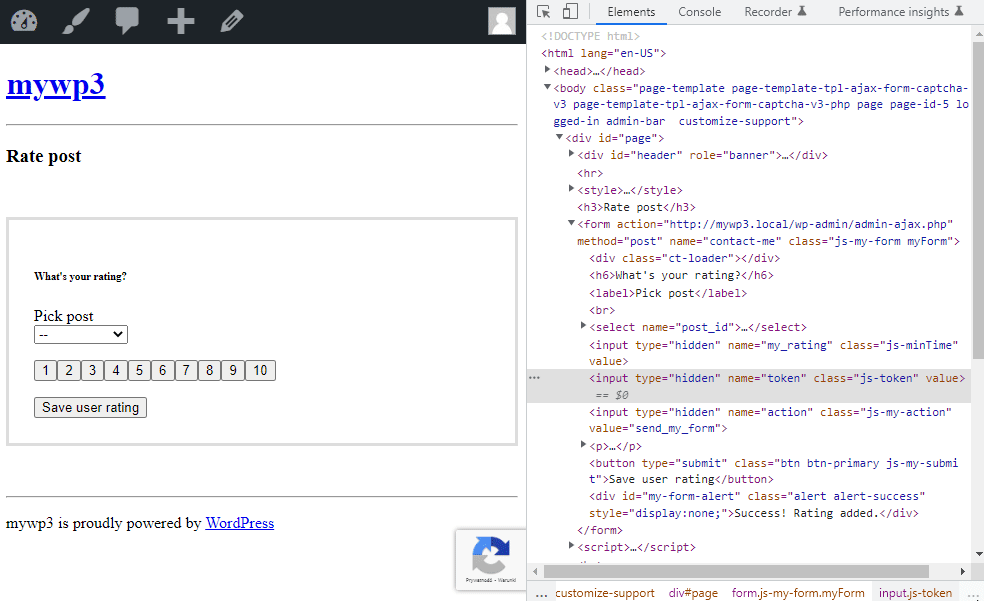 mywp3
Rate post
What's your rating?
Pick post
--
1 2 3 4 5 6 7 8 9 10
Save user rating
mywp3 is proudly powered by WordPress
Prywatność - Warunki
Elements Console Recorder Performance insights
<!DOCTYPE html>
<html lang="en-US">
<head>…</head>
<body class="page-template page-template-tpl-ajax-form-captcha-
v3 page-template-tpl-ajax-form-captcha-v3-php page page-id-5 lo
gged-in admin-bar  customize-support">
<div id="page">
<div id="header" role="banner">…</div>
<hr>
<style>…</style>
<h3>Rate post</h3>
<form action="http://mywp3.local/wp-admin/admin-ajax.php"
method="post" name="contact-me" class="js-my-form myForm">
<div class="ct-loader"></div>
<h6>What's your rating?</h6>
<label>Pick post</label>
<br>
<select name="post_id">…</select>
<input type="hidden" name="my_rating" class="js-minTime"
value>
… <input type="hidden" name="token" class="js-token" value>
== $0
<input type="hidden" name="action" class="js-my-action"
value="send_my_form">
<p>…</p>
<button type="submit" class="btn btn-primary js-my-submi
t">Save user rating</button>
<div id="my-form-alert" class="alert alert-success"
style="display:none;">Success! Rating added.</div>
</form>
<script>…</script>
… customize-support div#page form.js-my-form.myForm input.js-token …